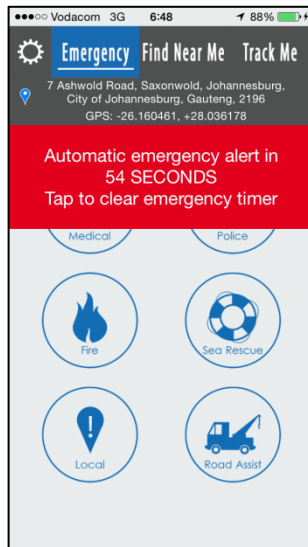 Vodacom 3G 6:48 88%
Emergency Find Near Me Track Me
7 Ashwold Road, Saxonwold, Johannesburg,
City of Johannesburg, Gauteng, 2196
GPS: -26.160461, +28.036178
Automatic emergency alert in
54 SECONDS
Tap to clear emergency timer
Medical Police
Fire Sea Rescue
Local Road Assist